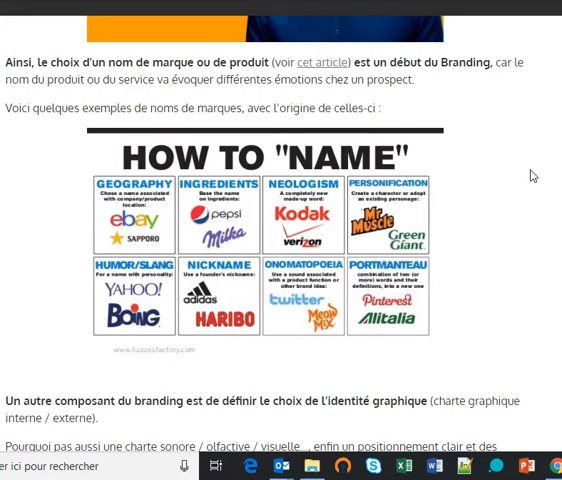 Ainsi, le choix d'un nom de marque ou de produit (voir cet article) est un début du Branding, car le
nom du produit ou du service va évoquer différentes émotions chez un prospect.
Voici quelques exemples de noms de marques, avec l'origine de celles-ci :
HOW TO "NAME"
GEOGRAPHY
Chose a name associated
with company/product
location:
ebay
SAPPORO
INGREDIENTS
Base the name
on ingredients:
pepsi
Milka
NEOLOGISM
A completely new
made-up word:
Kodak
verizon
PERSONIFICATION
Create a character or adopt
an existing personage:
Mr
Muscle
Green
Giant.
HUMOR/SLANG
For a name with personality:
YAHOO!
BOING
NICKNAME
Use a founder's nickname:
adidas
HARIBO
ONOMATOPOEIA
Use a sound associated
with a product function or
other brand idea:
twitter
Meow
Mix
PORTMANTEAU
combination of two (or
more) words and their
definitions, into a new one
Pinterest
Alitalia
www.liuzzosfactory.com
Un autre composant du branding est de définir le choix de l'identité graphique (charte graphique
interne / externe).
Pourquoi pas aussi une charte sonore / olfactive / visuelle..., enfin un positionnement clair et des
er ici pour rechercher